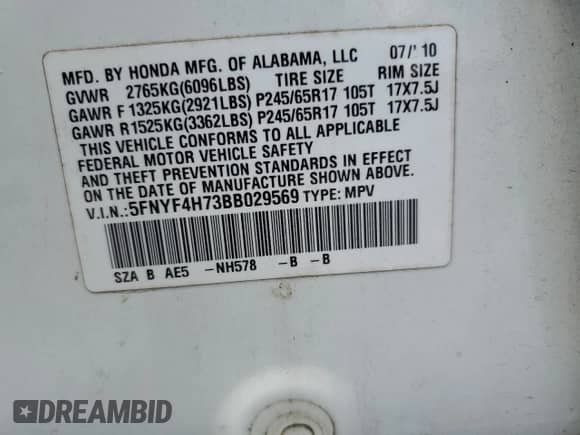 MFD. BY HONDA MFG. OF ALABAMA, LLC 07/'10
GVWR 2765KG(6096LBS) TIRE SIZE RIM SIZE
GAWR F 1325KG(2921LBS) P245/65R17 105T 17X7.5J
GAWR R 1525KG(3362LBS) P245/65R17 105T 17X7.5J
THIS VEHICLE CONFORMS TO ALL APPLICABLE
FEDERAL MOTOR VEHICLE SAFETY
AND THEFT PREVENTION STANDARDS IN EFFECT
ON THE DATE OF MANUFACTURE SHOWN ABOVE.
V.I.N.:5FNYF4H73BB029569 TYPE: MPV
SZA B AE5 -NH578 -B -B
DREAMBID